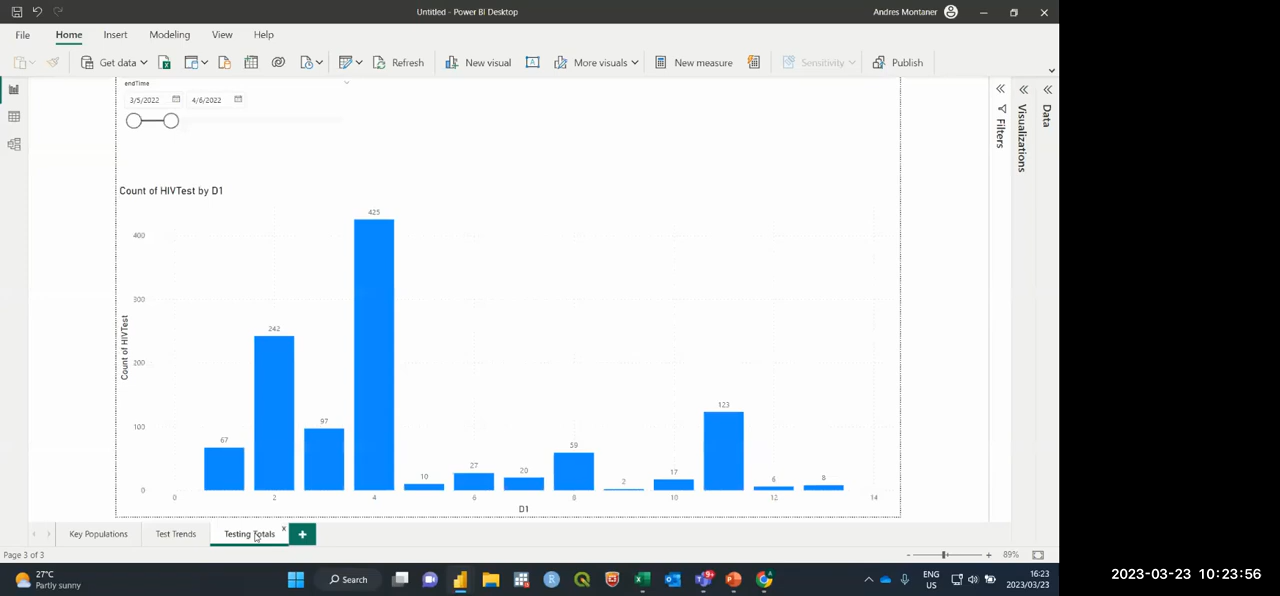 Untitled - Power BI Desktop
Andres Montaner
File Home Insert Modeling View Help
Get data Refresh New visual More visuals New measure Sensitivity Publish
endTime
3/5/2022 4/6/2022
Filters
Visualizations
Data
Count of HIVTest by D1
Count of HIVTest
400
300
200
100
0
67
242
97
425
10
27
20
59
2
17
123
6
8
0 2 4 6 8 10 12 14
D1
Key Populations Test Trends Testing Totals x +
Page 3 of 3
- + 89%
27°C
Partly sunny
Search
ENG
US
16:23
2023/03/23
2023-03-23 10:23:56